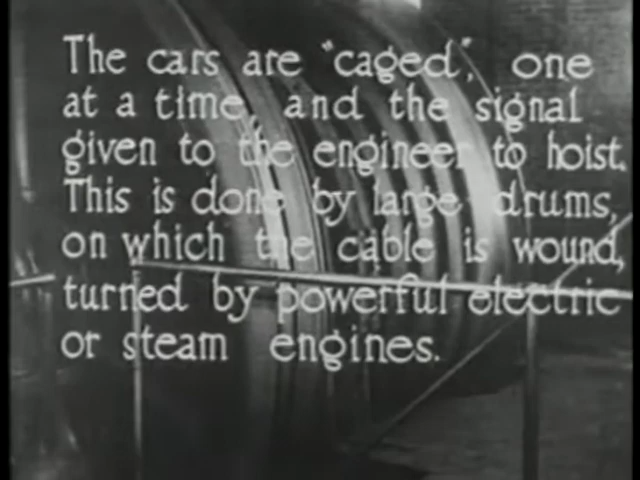 The cars are "caged", one
at a time, and the signal
given to the engineer to hoist.
This is done by large drums,
on which the cable is wound,
turned by powerful electric
or steam engines.